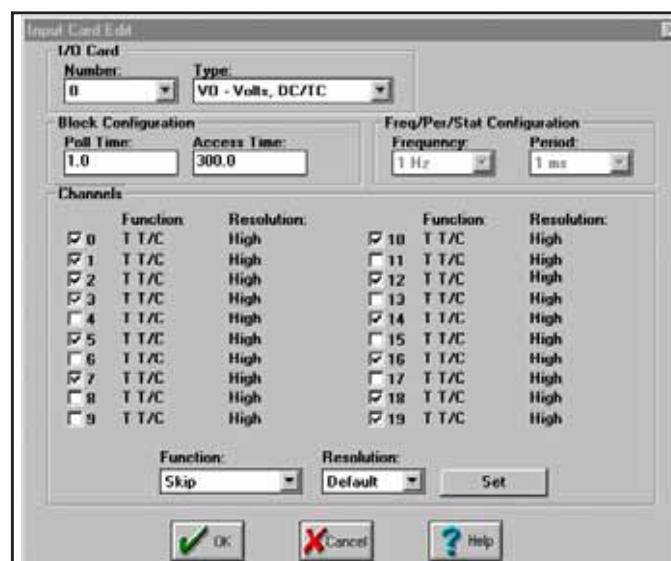 Input Card Edit
I/O Card
Number: Type:
0 VO - Volts, DC/TC
Block Configuration Freq/Per/Stat Configuration
Poll Time: Access Time: Frequency: Period:
1.0 300.0 1 Hz 1 ms
Channels
Function: Resolution: Function: Resolution:
0 T T/C High 10 T T/C High
1 T T/C High 11 T T/C High
2 T T/C High 12 T T/C High
3 T T/C High 13 T T/C High
4 T T/C High 14 T T/C High
5 T T/C High 15 T T/C High
6 T T/C High 16 T T/C High
7 T T/C High 17 T T/C High
8 T T/C High 18 T T/C High
9 T T/C High 19 T T/C High
Function: Resolution:
Skip Default Set
OK Cancel Help